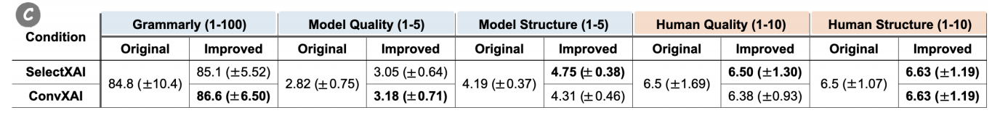 C
Condition Grammarly (1-100) Model Quality (1-5) Model Structure (1-5) Human Quality (1-10) Human Structure (1-10)
Original Improved Original Improved Original Improved Original Improved Original Improved
SelectXAI 84.8 (±10.4) 85.1 (±5.52) 2.82 (±0.75) 3.05 (±0.64) 4.19 (±0.37) 4.75 (± 0.38) 6.5 (±1.69) 6.50 (±1.30) 6.5 (±1.07) 6.63 (±1.19)
ConvXAI 86.6 (±6.50) 3.18 (±0.71) 4.31 (±0.46) 6.38 (±0.93) 6.63 (±1.19)